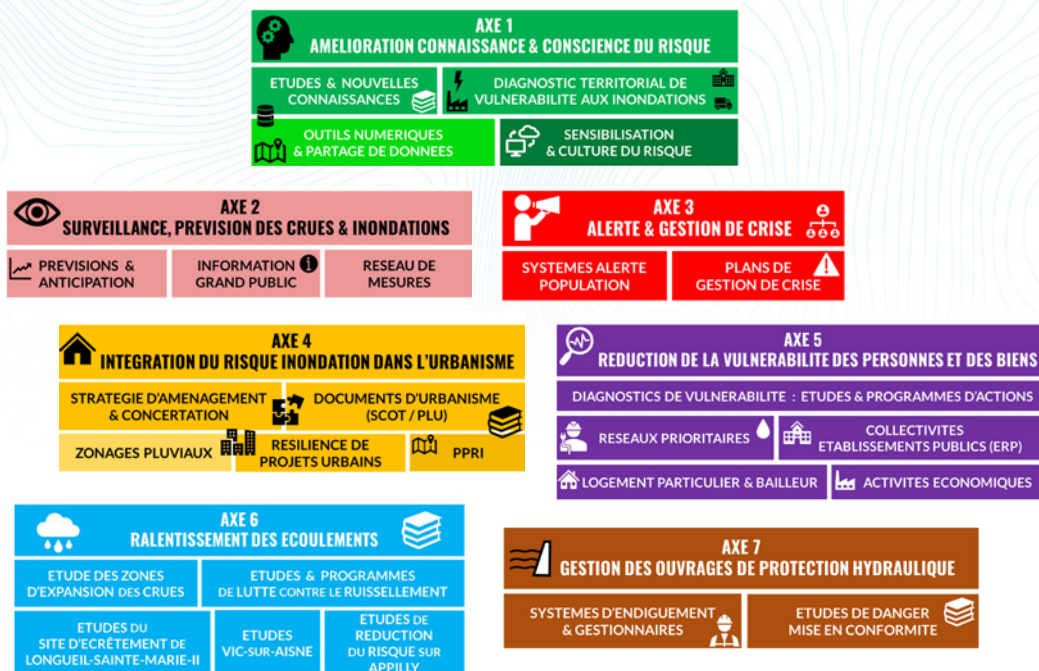 AXE 1
AMELIORATION CONNAISSANCE & CONSCIENCE DU RISQUE
ETUDES & NOUVELLES
CONNAISSANCES
DIAGNOSTIC TERRITORIAL DE
VULNERABILITE AUX INONDATIONS
OUTILS NUMERIQUES
& PARTAGE DE DONNEES
SENSIBILISATION
& CULTURE DU RISQUE
AXE 2
SURVEILLANCE, PREVISION DES CRUES & INONDATIONS
PREVISIONS &
ANTICIPATION
INFORMATION
GRAND PUBLIC
RESEAU DE
MESURES
AXE 3
ALERTE & GESTION DE CRISE
SYSTEMES ALERTE
POPULATION
PLANS DE
GESTION DE CRISE
AXE 4
INTEGRATION DU RISQUE INONDATION DANS L'URBANISME
STRATEGIE D'AMENAGEMENT
& CONCERTATION
DOCUMENTS D'URBANISME
(SCOT / PLU)
ZONAGES PLUVIAUX
RESILIENCE DE
PROJETS URBAINS
PPRI
AXE 5
REDUCTION DE LA VULNERABILITE DES PERSONNES ET DES BIENS
DIAGNOSTICS DE VULNERABILITE : ETUDES & PROGRAMMES D'ACTIONS
RESEAUX PRIORITAIRES
COLLECTIVITES
ETABLISSEMENTS PUBLICS (ERP)
LOGEMENT PARTICULIER & BAILLEUR
ACTIVITES ECONOMIQUES
AXE 6
RALENTISSEMENT DES ECOULEMENTS
ETUDE DES ZONES
D'EXPANSION DES CRUES
ETUDES & PROGRAMMES
DE LUTTE CONTRE LE RUISSELLEMENT
ETUDES DU
SITE D'ECRÊTEMENT DE
LONGUEIL-SAINTE-MARIE-II
ETUDES
VIC-SUR-AISNE
ETUDES DE
REDUCTION
DU RISQUE SUR
APPILLY
AXE 7
GESTION DES OUVRAGES DE PROTECTION HYDRAULIQUE
SYSTEMES D'ENDIGUEMENT
& GESTIONNAIRES
ETUDES DE DANGER
MISE EN CONFORMITE